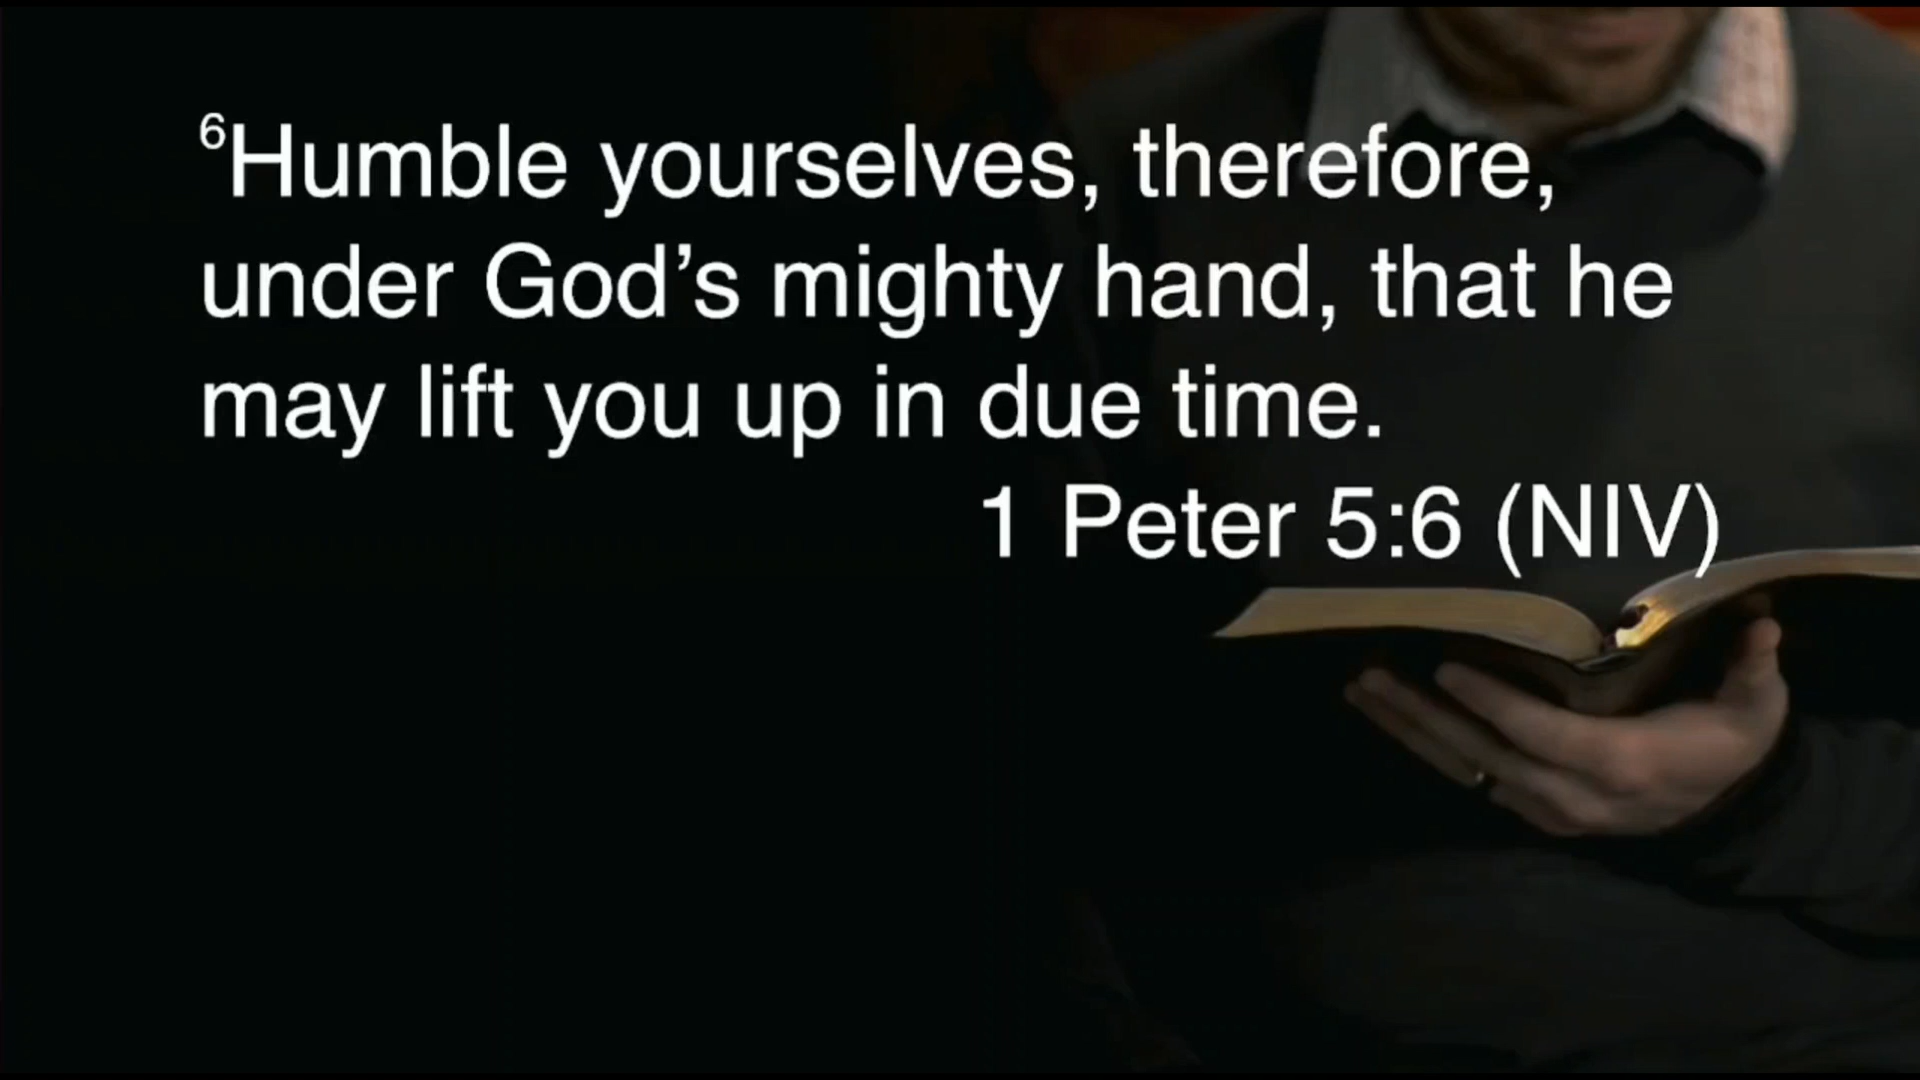 ⁶Humble yourselves, therefore,
under God’s mighty hand, that he
may lift you up in due time.
1 Peter 5:6 (NIV)